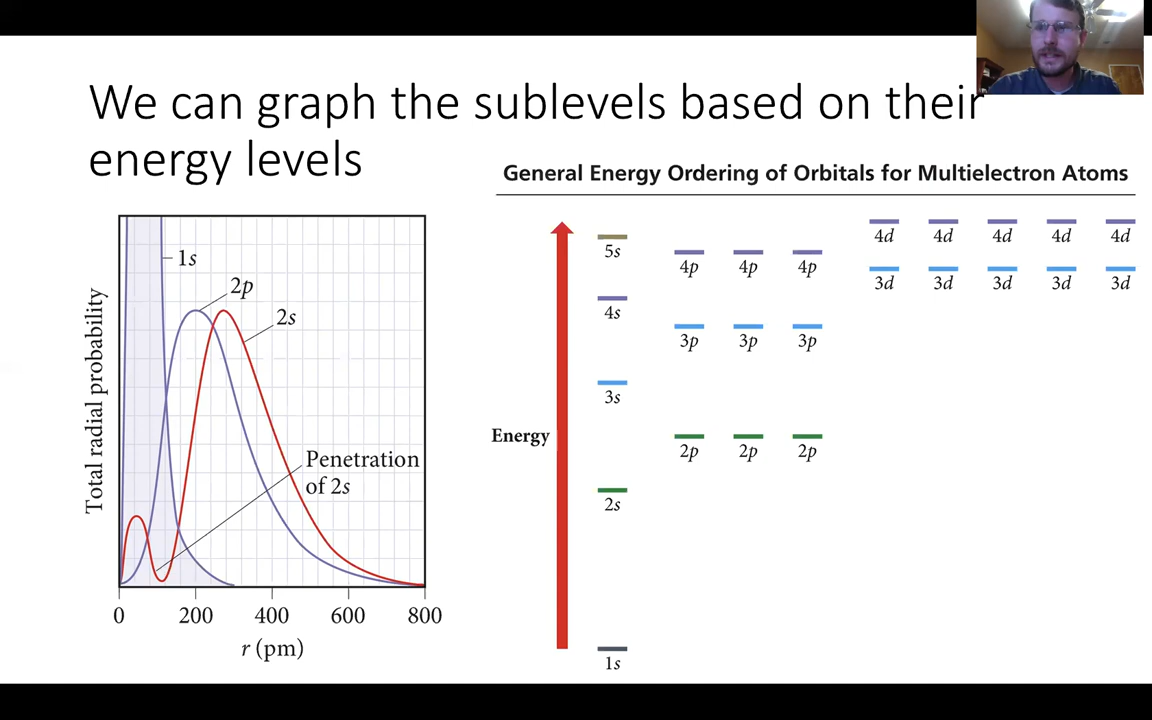 We can graph the sublevels based on their
energy levels
Total radial probability
1s
2p
2s
Penetration
of 2s
0 200 400 600 800
r (pm)
General Energy Ordering of Orbitals for Multielectron Atoms
Energy
4d 4d 4d 4d 4d
5s
4p 4p 4p
3d 3d 3d 3d 3d
4s
3p 3p 3p
3s
2p 2p 2p
2s
1s